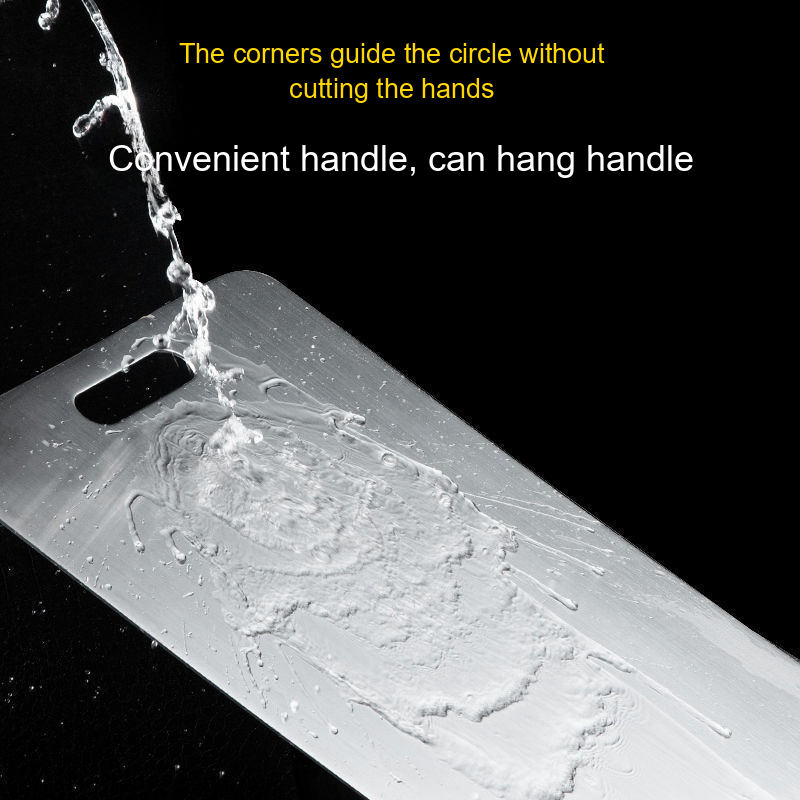 The corners guide the circle without
cutting the hands
Convenient handle, can hang handle